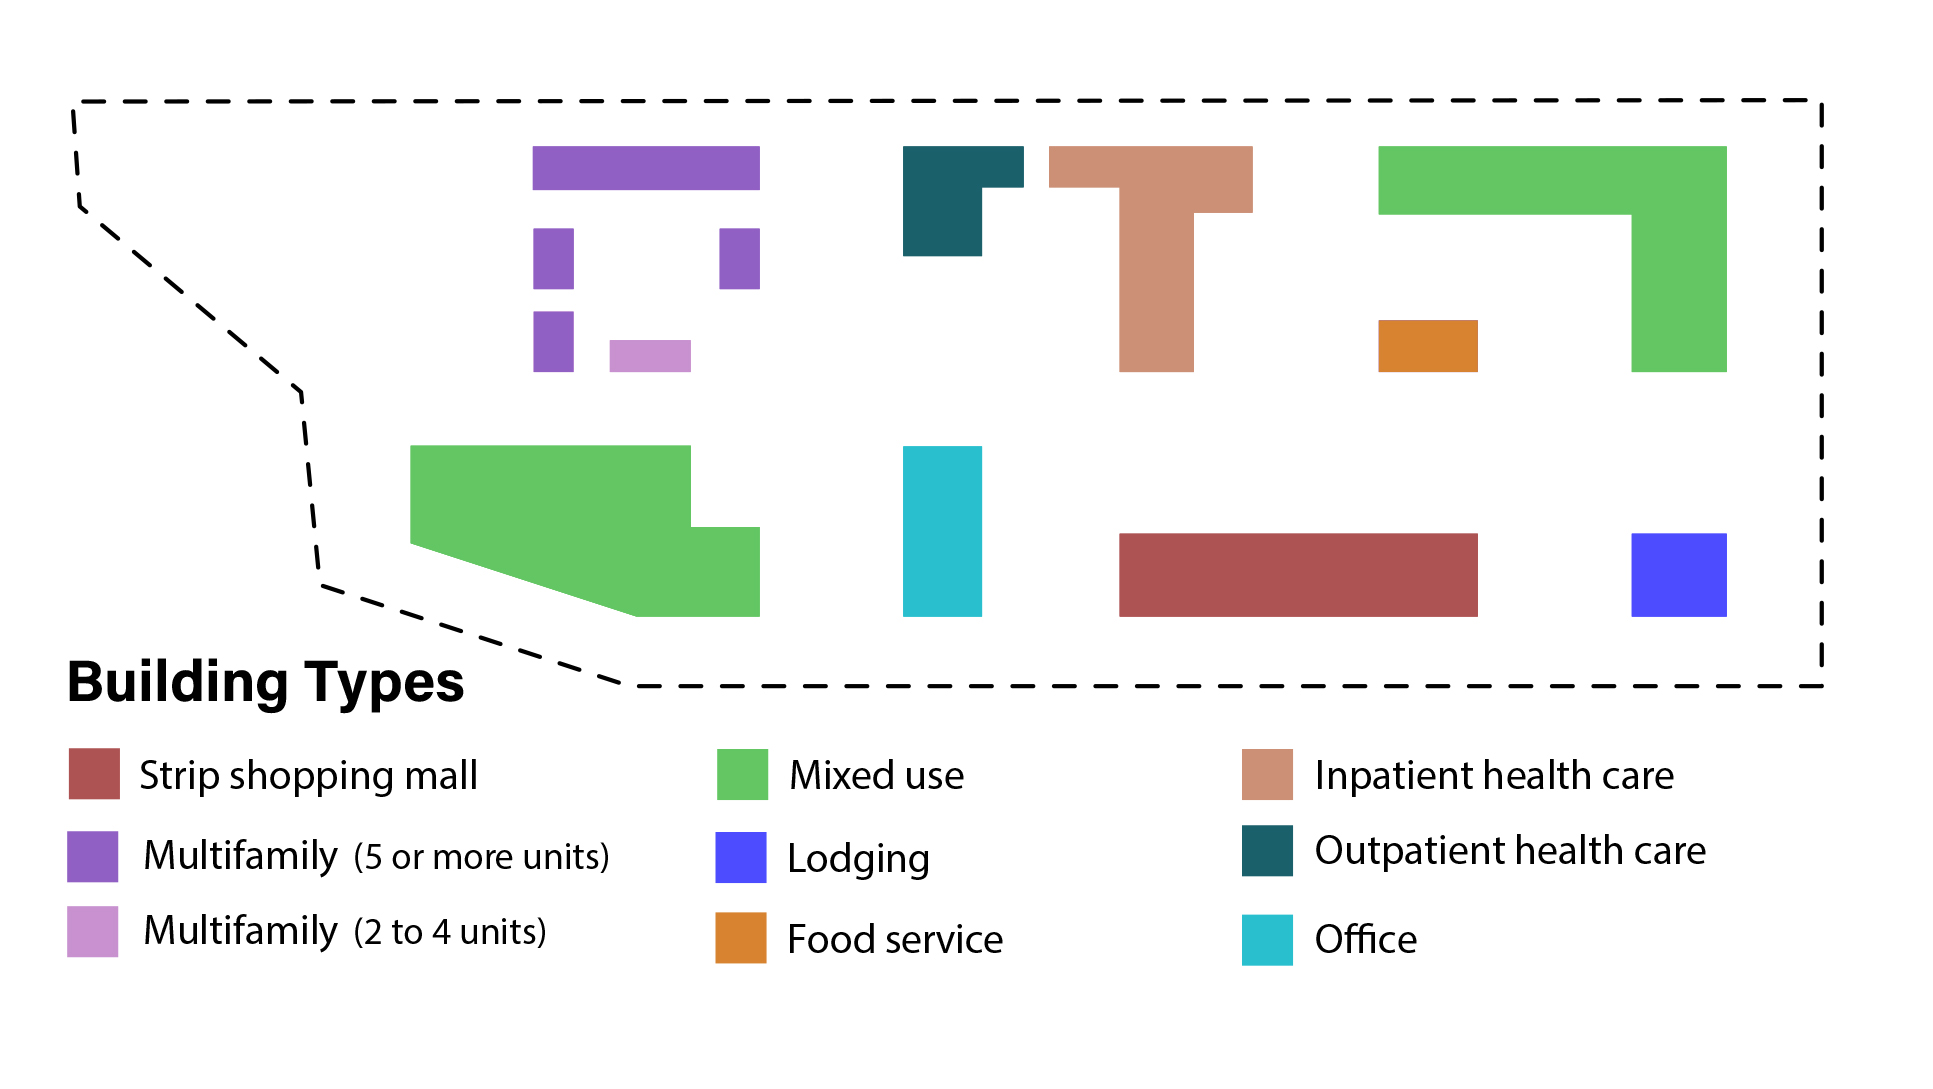 Building Types
Strip shopping mall
Multifamily (5 or more units)
Multifamily (2 to 4 units)
Mixed use
Lodging
Food service
Inpatient health care
Outpatient health care
Office